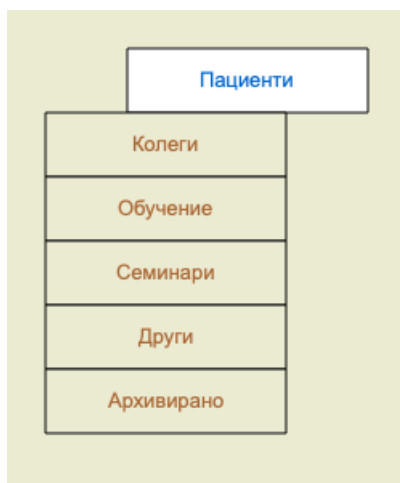 Пациенти
Колеги
Обучение
Семинари
Други
Архивирано